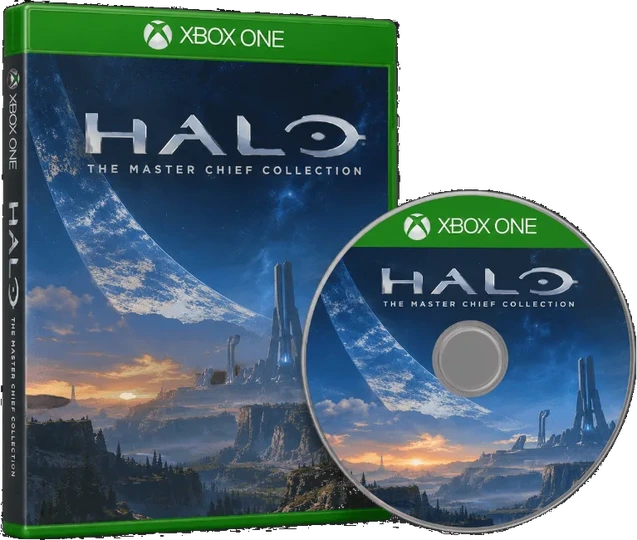 XBOX ONE
HALO
THE MASTER CHIEF COLLECTION
XBOX ONE
HALO
THE MASTER CHIEF COLLECTION
XBOX ONE
HALO
THE MASTER CHIEF COLLECTION